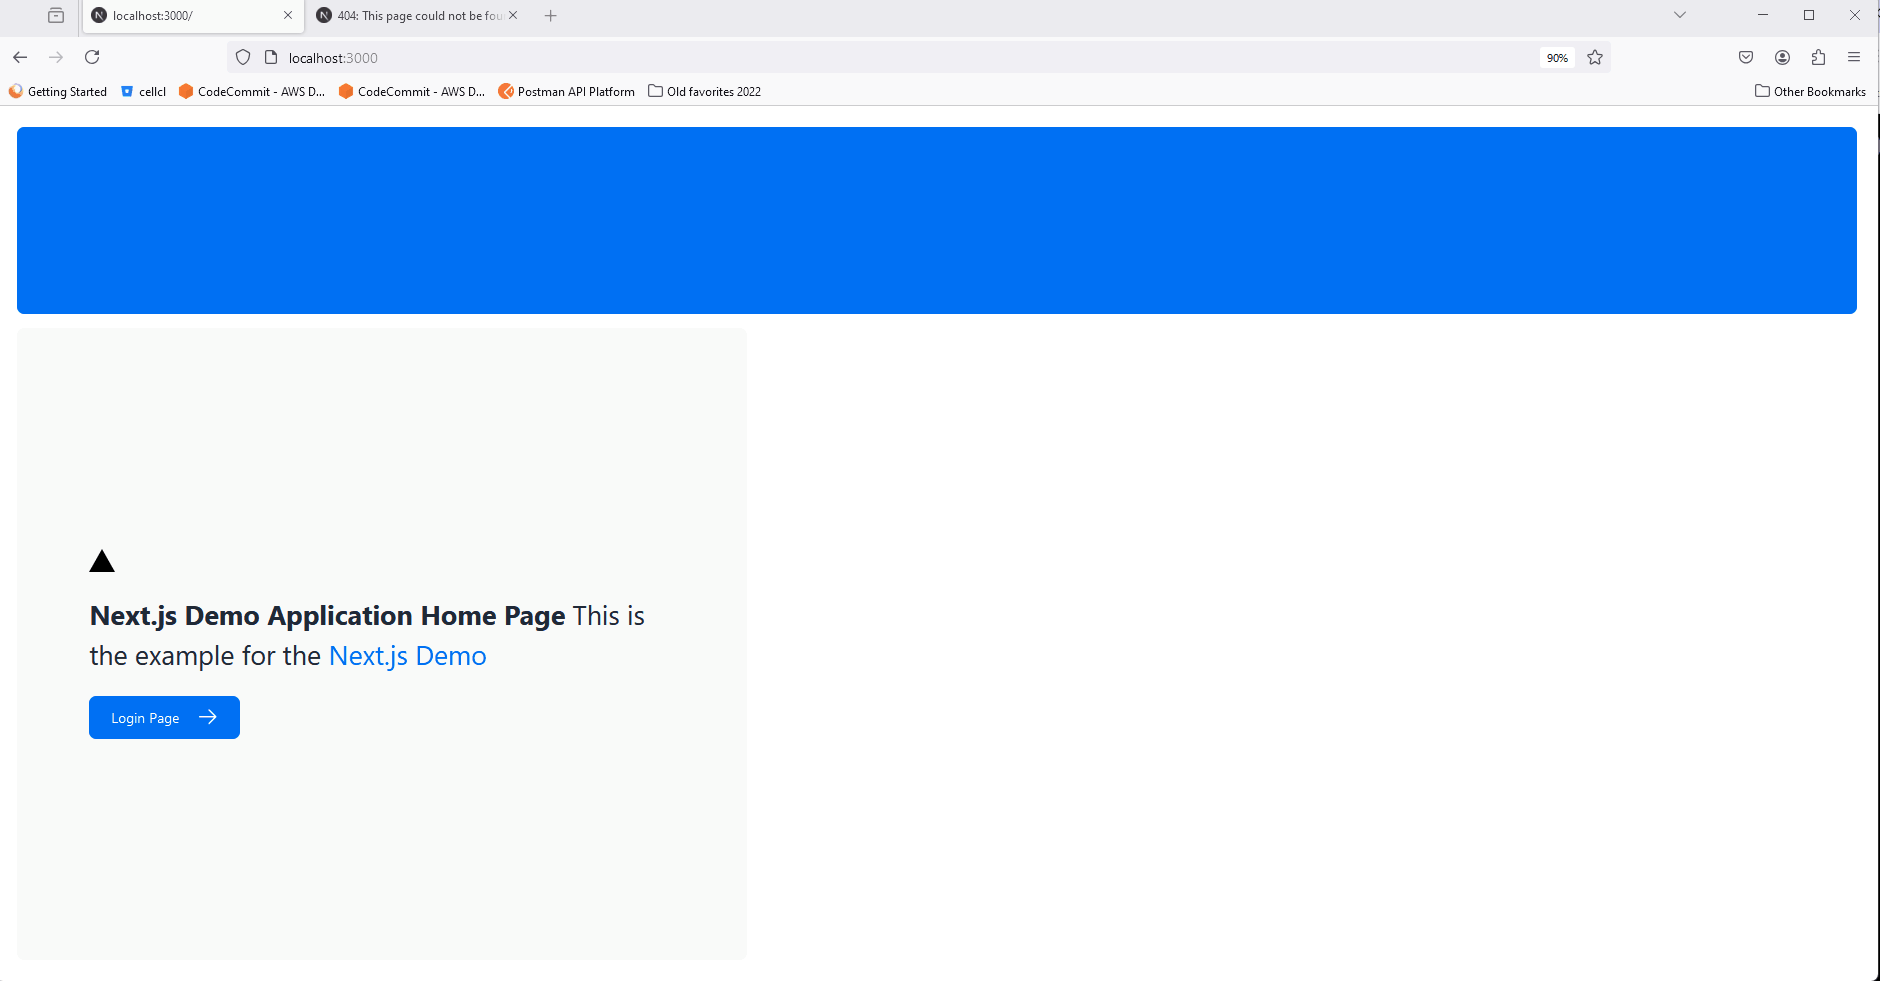 localhost:3000/
404: This page could not be fou
localhost:3000
90%
Getting Started
cellcl
CodeCommit - AWS D...
CodeCommit - AWS D...
Postman API Platform
Old favorites 2022
Other Bookmarks
Next.js Demo Application Home Page This is
the example for the Next.js Demo
Login Page